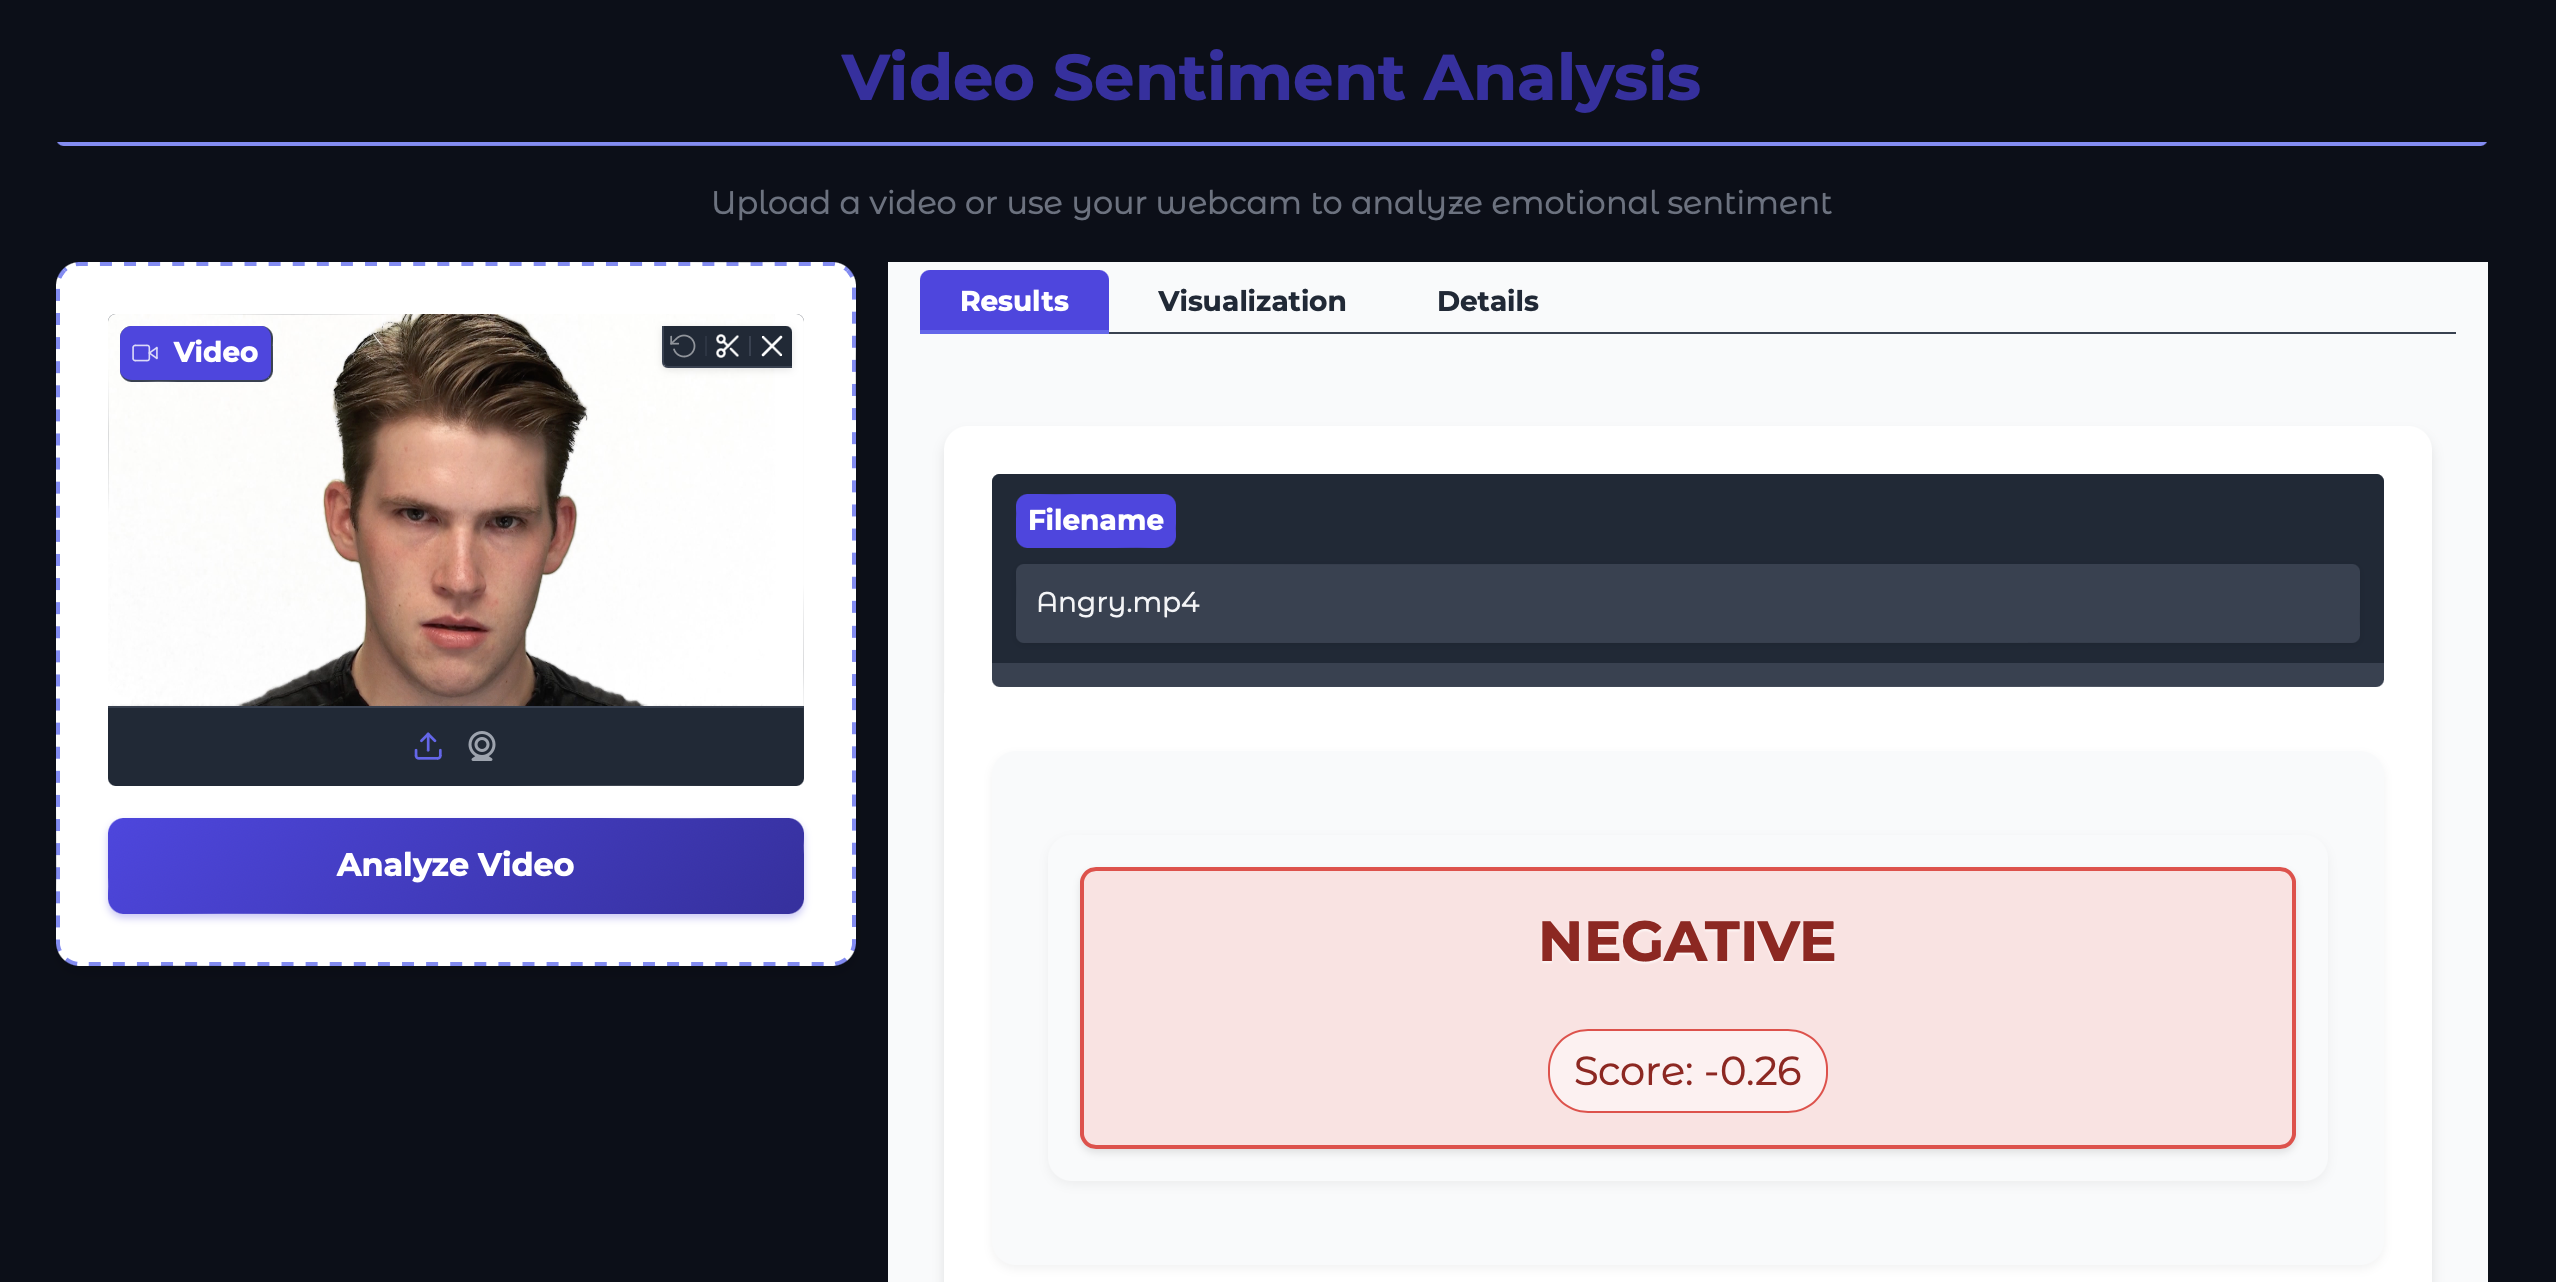 Video Sentiment Analysis
Upload a video or use your webcam to analyze emotional sentiment
Video
Analyze Video
Results Visualization Details
Filename
Angry.mp4
NEGATIVE
Score: -0.26